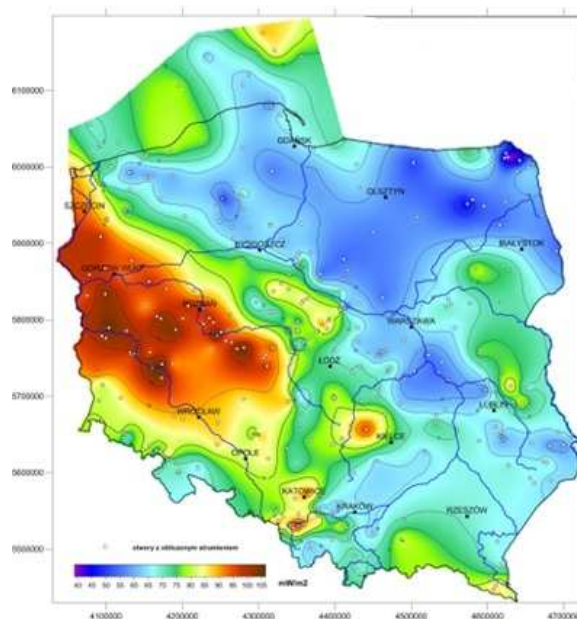 6100000
6000000
GDAŃSK
OLSZTYN
SZCZECIN
5900000
BYDGOSZCZ
BIAŁYSTOK
GORZÓW WLKP.
POZNAŃ
5800000
WARSZAWA
ŁÓDŹ
5700000
WROCŁAW
LUBLIN
KIELCE
OPOLE
5600000
KATOWICE
KRAKÓW
RZESZÓW
5500000
otwory z obliczonym strumieniem
40 45 50 55 60 65 70 75 80 85 90 95 100 105 mW/m2
4100000 4200000 4300000 4400000 4500000 4600000 4700000